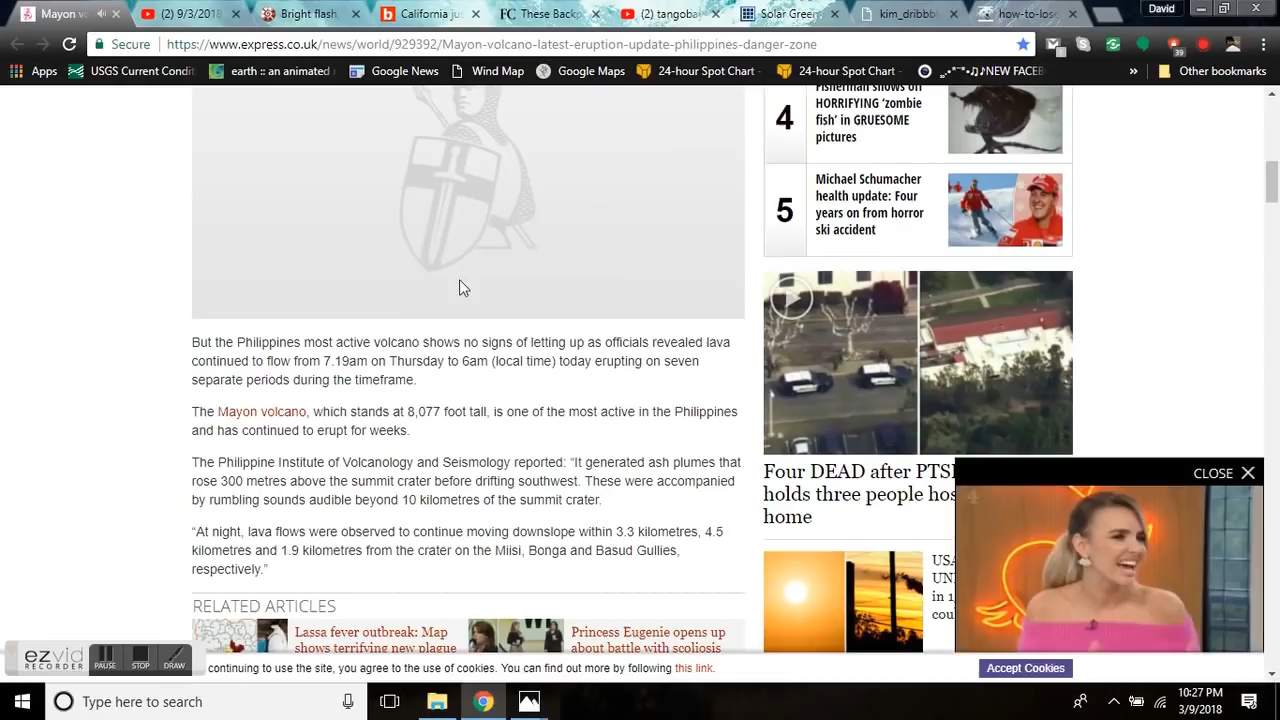 Mayon vo
(2) 9/3/2018
Bright flash,
California jus
These Backp
(2) tangobat
Solar Green
kim_dribbbl
how-to-lose
David
Secure
https://www.express.co.uk/news/world/929392/Mayon-volcano-latest-eruption-update-philippines-danger-zone
1
39
Apps
USGS Current Condi
earth :: an animated
Google News
Wind Map
Google Maps
24-hour Spot Chart
24-hour Spot Chart
NEW FACEB
»
Other bookmarks
4
Fisherman shows off
HORRIFYING ‘zombie
fish’ in GRUESOME
pictures
5
Michael Schumacher
health update: Four
years on from horror
ski accident
But the Philippines most active volcano shows no signs of letting up as officials revealed lava
continued to flow from 7.19am on Thursday to 6am (local time) today erupting on seven
separate periods during the timeframe.
The Mayon volcano, which stands at 8,077 foot tall, is one of the most active in the Philippines
and has continued to erupt for weeks.
The Philippine Institute of Volcanology and Seismology reported: “It generated ash plumes that
rose 300 metres above the summit crater before drifting southwest. These were accompanied
by rumbling sounds audible beyond 10 kilometres of the summit crater.
“At night, lava flows were observed to continue moving downslope within 3.3 kilometres, 4.5
kilometres and 1.9 kilometres from the crater on the Miisi, Bonga and Basud Gullies,
respectively.”
RELATED ARTICLES
Lassa fever outbreak: Map
shows terrifying new plague
Princess Eugenie opens up
about battle with scoliosis
Four DEAD after PTS
holds three people hos
home
USA
UN
in 1
cou
CLOSE
4
ezvid
RECORDER
PAUSE
STOP
DRAW
continuing to use the site, you agree to the use of cookies. You can find out more by following this link.
Accept Cookies
Type here to search
10:27 PM
3/9/2018